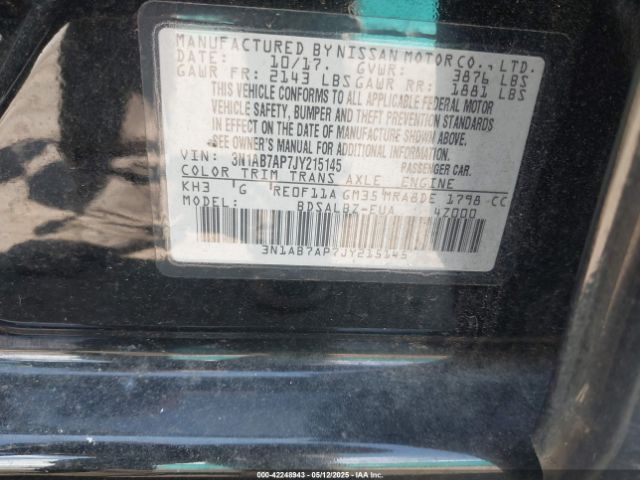 MANUFACTURED BY NISSAN MOTOR CO., LTD.
DATE: 10/17. GVWR: 3876 LBS
GAWR FR: 2143 LBS GAWR RR: 1881 LBS
THIS VEHICLE CONFORMS TO ALL APPLICABLE FEDERAL MOTOR
VEHICLE SAFETY, BUMPER AND THEFT PREVENTION STANDARDS
IN EFFECT ON THE DATE OF MANUFACTURE SHOWN ABOVE.
SEE OWNER'S MANUAL FOR ADDITIONAL INFORMATION.
VIN: 3N1AB7AP7JY215145 PASSENGER CAR
COLOR TRIM TRANS AXLE ENGINE
KH3 G RE0F11A GM35 MRA8DE 1798 CC
MODEL: BDSALBZ-EUA 4Z000
3N1AB7AP7JY215145
© - 42248943 - 05/12/2025 - IAA Inc.